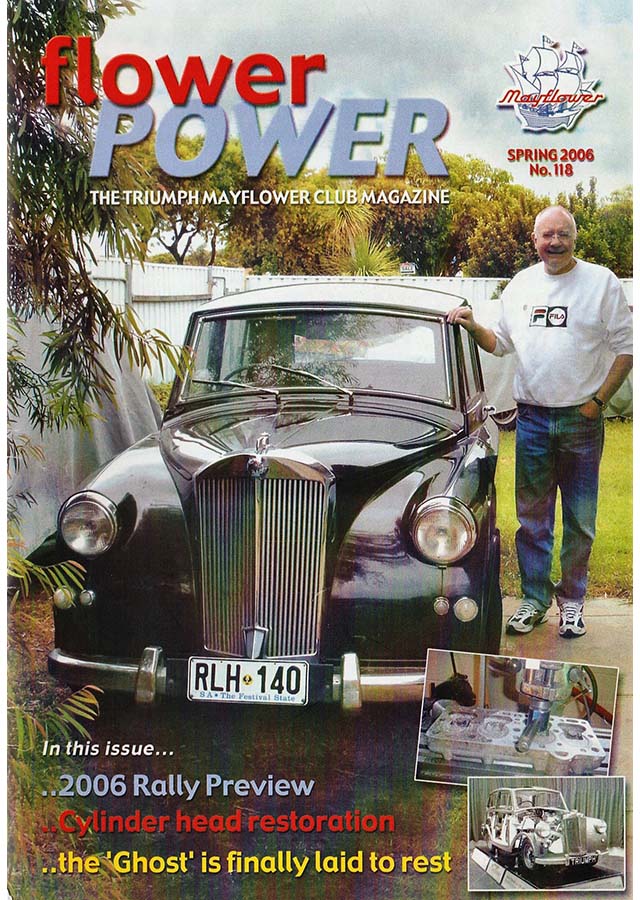 flower
POWER
THE TRIUMPH MAYFLOWER CLUB MAGAZINE
Mayflower
SPRING 2006
No. 118
FILA
RLH 140
SA • The Festival State
In this issue...
..2006 Rally Preview
..Cylinder head restoration
..the 'Ghost' is finally laid to rest
TRIUMPH